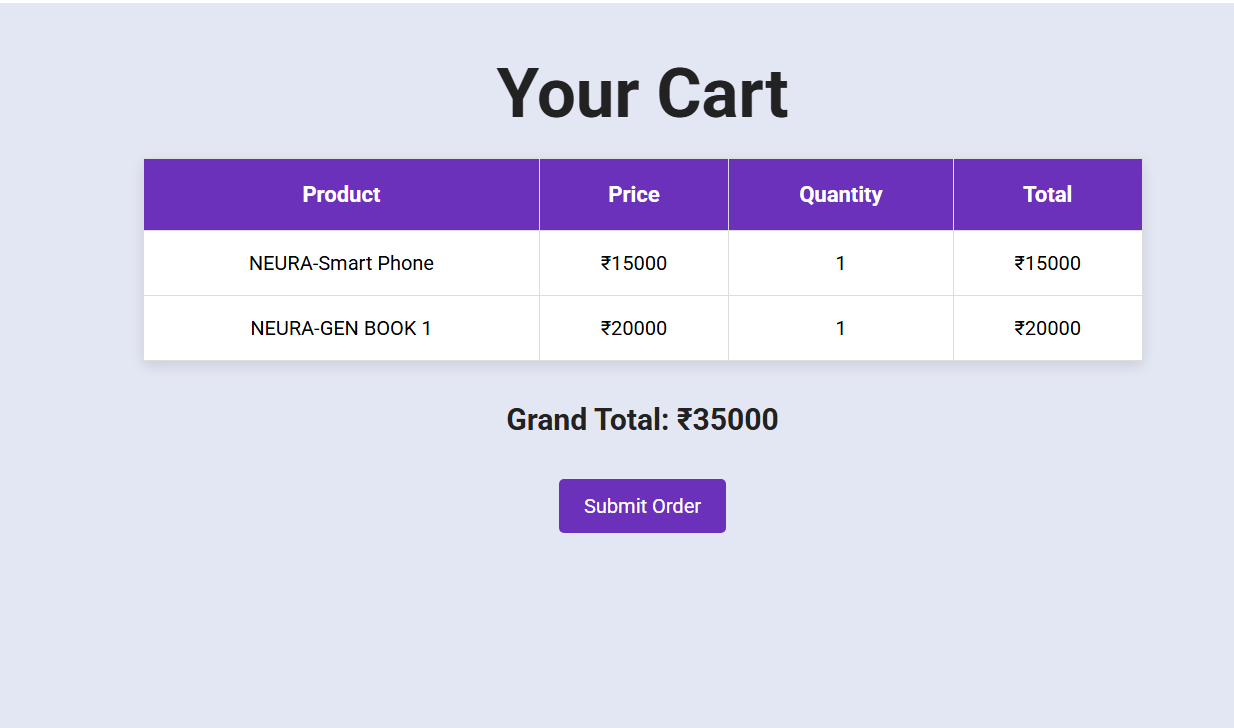 Your Cart
Product Price Quantity Total
NEURA-Smart Phone ₹15000 1 ₹15000
NEURA-GEN BOOK 1 ₹20000 1 ₹20000
Grand Total: ₹35000
Submit Order